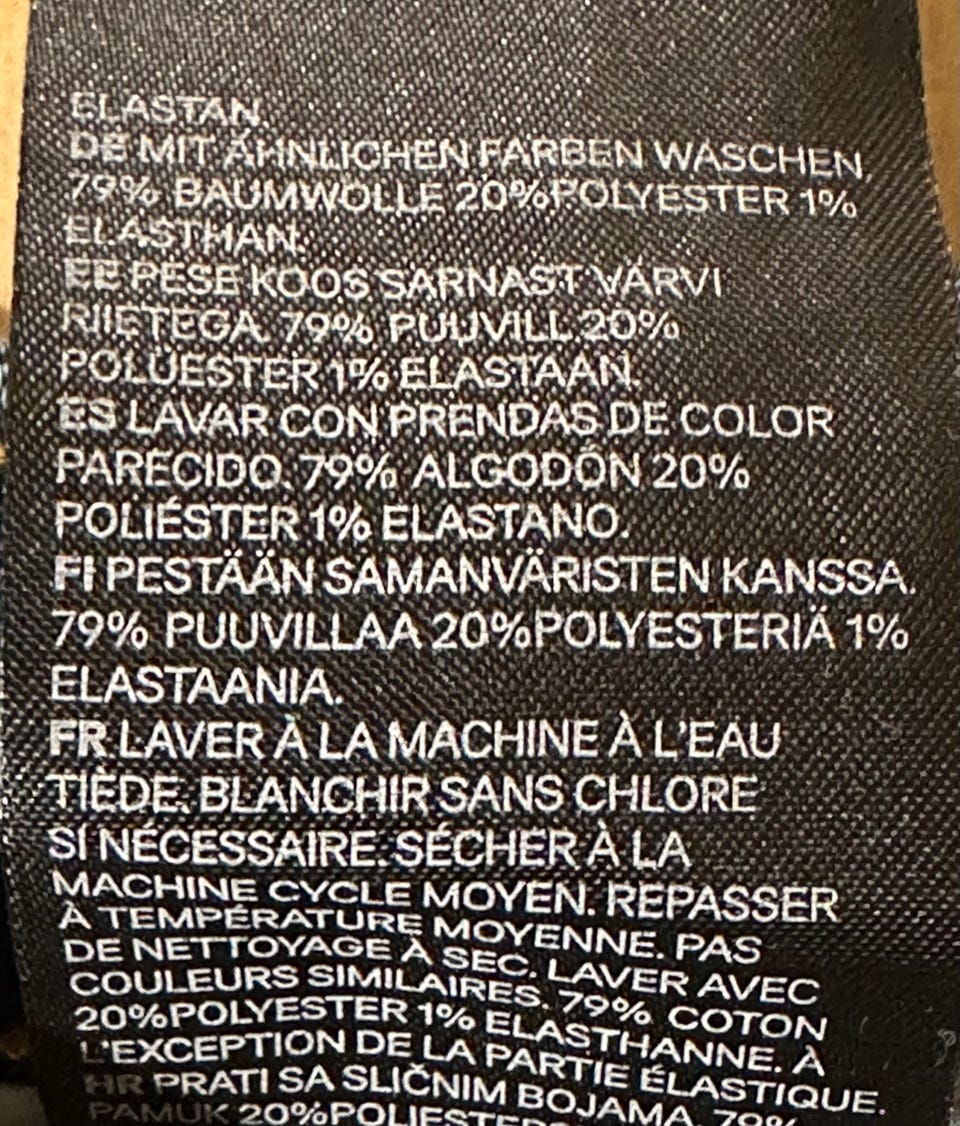 ELASTAN.
DE MIT ÄHNLICHEN FARBEN WASCHEN.
79% BAUMWOLLE 20%POLYESTER 1%
ELASTHAN.
EE PESE KOOS SARNAST VÄRVI
RIIETEGA. 79% PUUVILL 20%
POLÜESTER 1% ELASTAAN.
ES LAVAR CON PRENDAS DE COLOR
PARECIDO. 79% ALGODÓN 20%
POLIÉSTER 1% ELASTANO.
FI PESTÄÄN SAMANVÄRISTEN KANSSA.
79% PUUVILLAA 20%POLYESTERIÄ 1%
ELASTAANIA.
FR LAVER À LA MACHINE À L'EAU
TIÈDE. BLANCHIR SANS CHLORE
SI NÉCESSAIRE. SÉCHER À LA
MACHINE CYCLE MOYEN. REPASSER
À TEMPÉRATURE MOYENNE. PAS
DE NETTOYAGE À SEC. LAVER AVEC
COULEURS SIMILAIRES. 79% COTON
20%POLYESTER 1% ELASTHANNE. À
L'EXCEPTION DE LA PARTIE ÉLASTIQUE.
HR PRATI SA SLIČNIM BOJAMA. 79%
PAMUK 20%POLIESTER